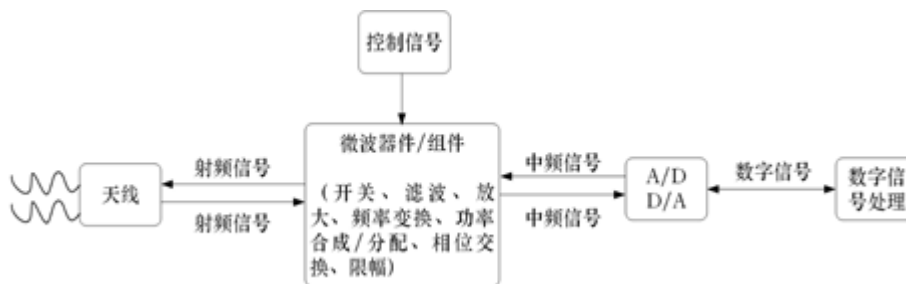 控制信号
微波器件/组件
（开关、滤波、放
大、频率变换、功率
合成/分配、相位交
换、限幅）
天线
射频信号
射频信号
中频信号
中频信号
A/D
D/A
数字信号
数字信
号处理